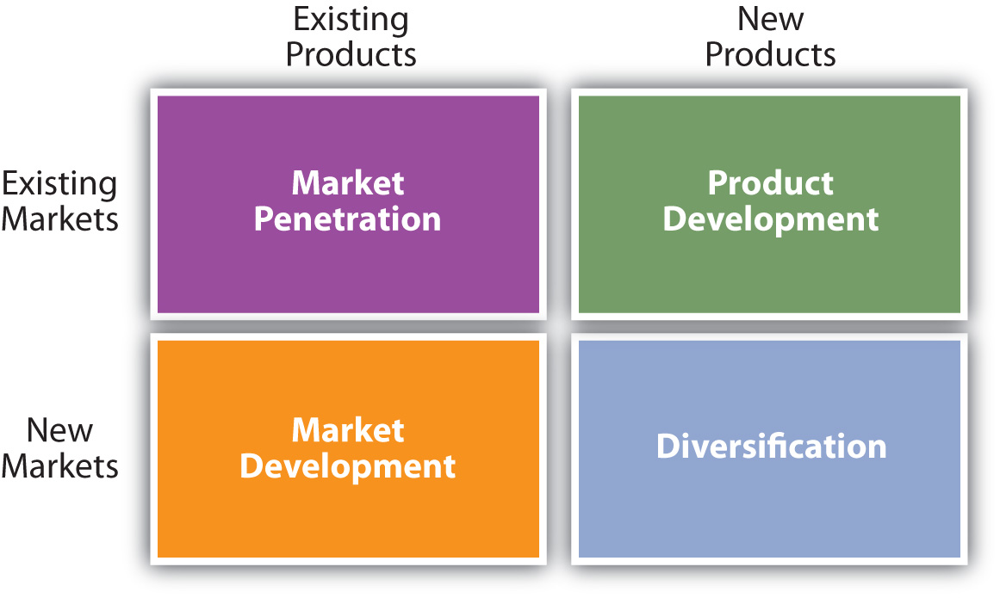 Existing
Products
New
Products
Existing
Markets
Market
Penetration
Product
Development
New
Markets
Market
Development
Diversification